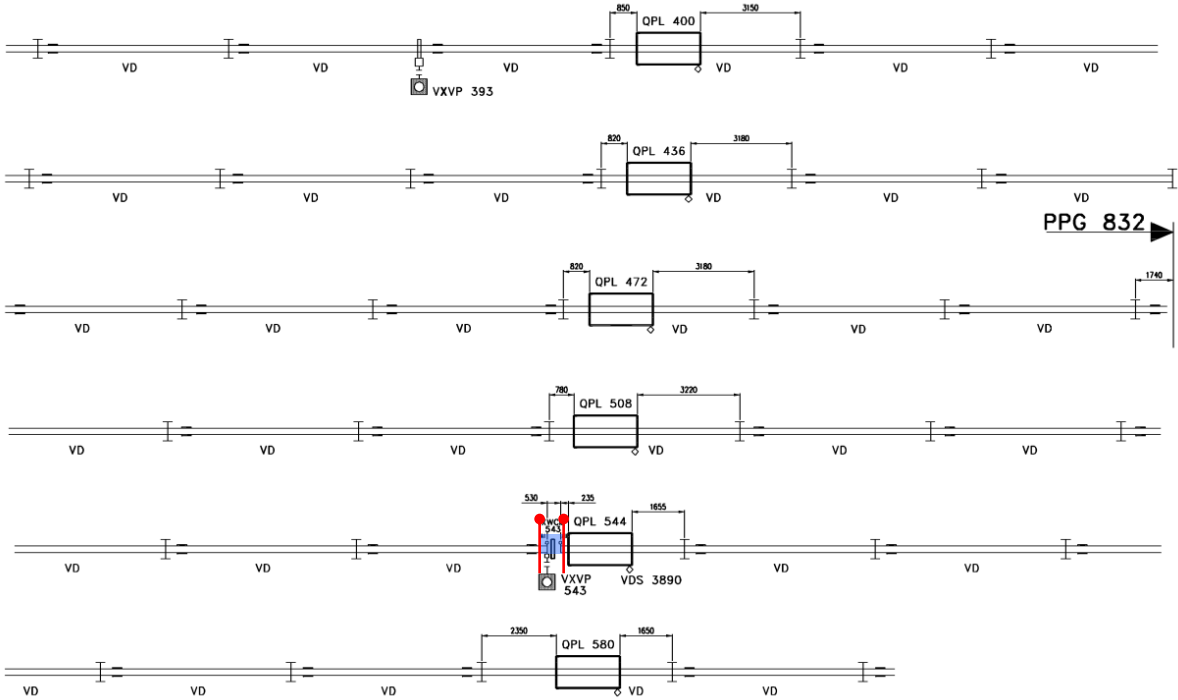 850 QPL 400 3150
VD VD VD VD VD VD
VXVP 393
820 QPL 436 3180
VD VD VD VD VD VD
PPG 832
820 QPL 472 3180 1740
VD VD VD VD VD VD
780 QPL 508 3220
VD VD VD VD VD VD
530 235
QPL 544 1655
543
VD VD VD VD VD
VXVP VDS 3890
543
2350 QPL 580 1650
VD VD VD VD VD